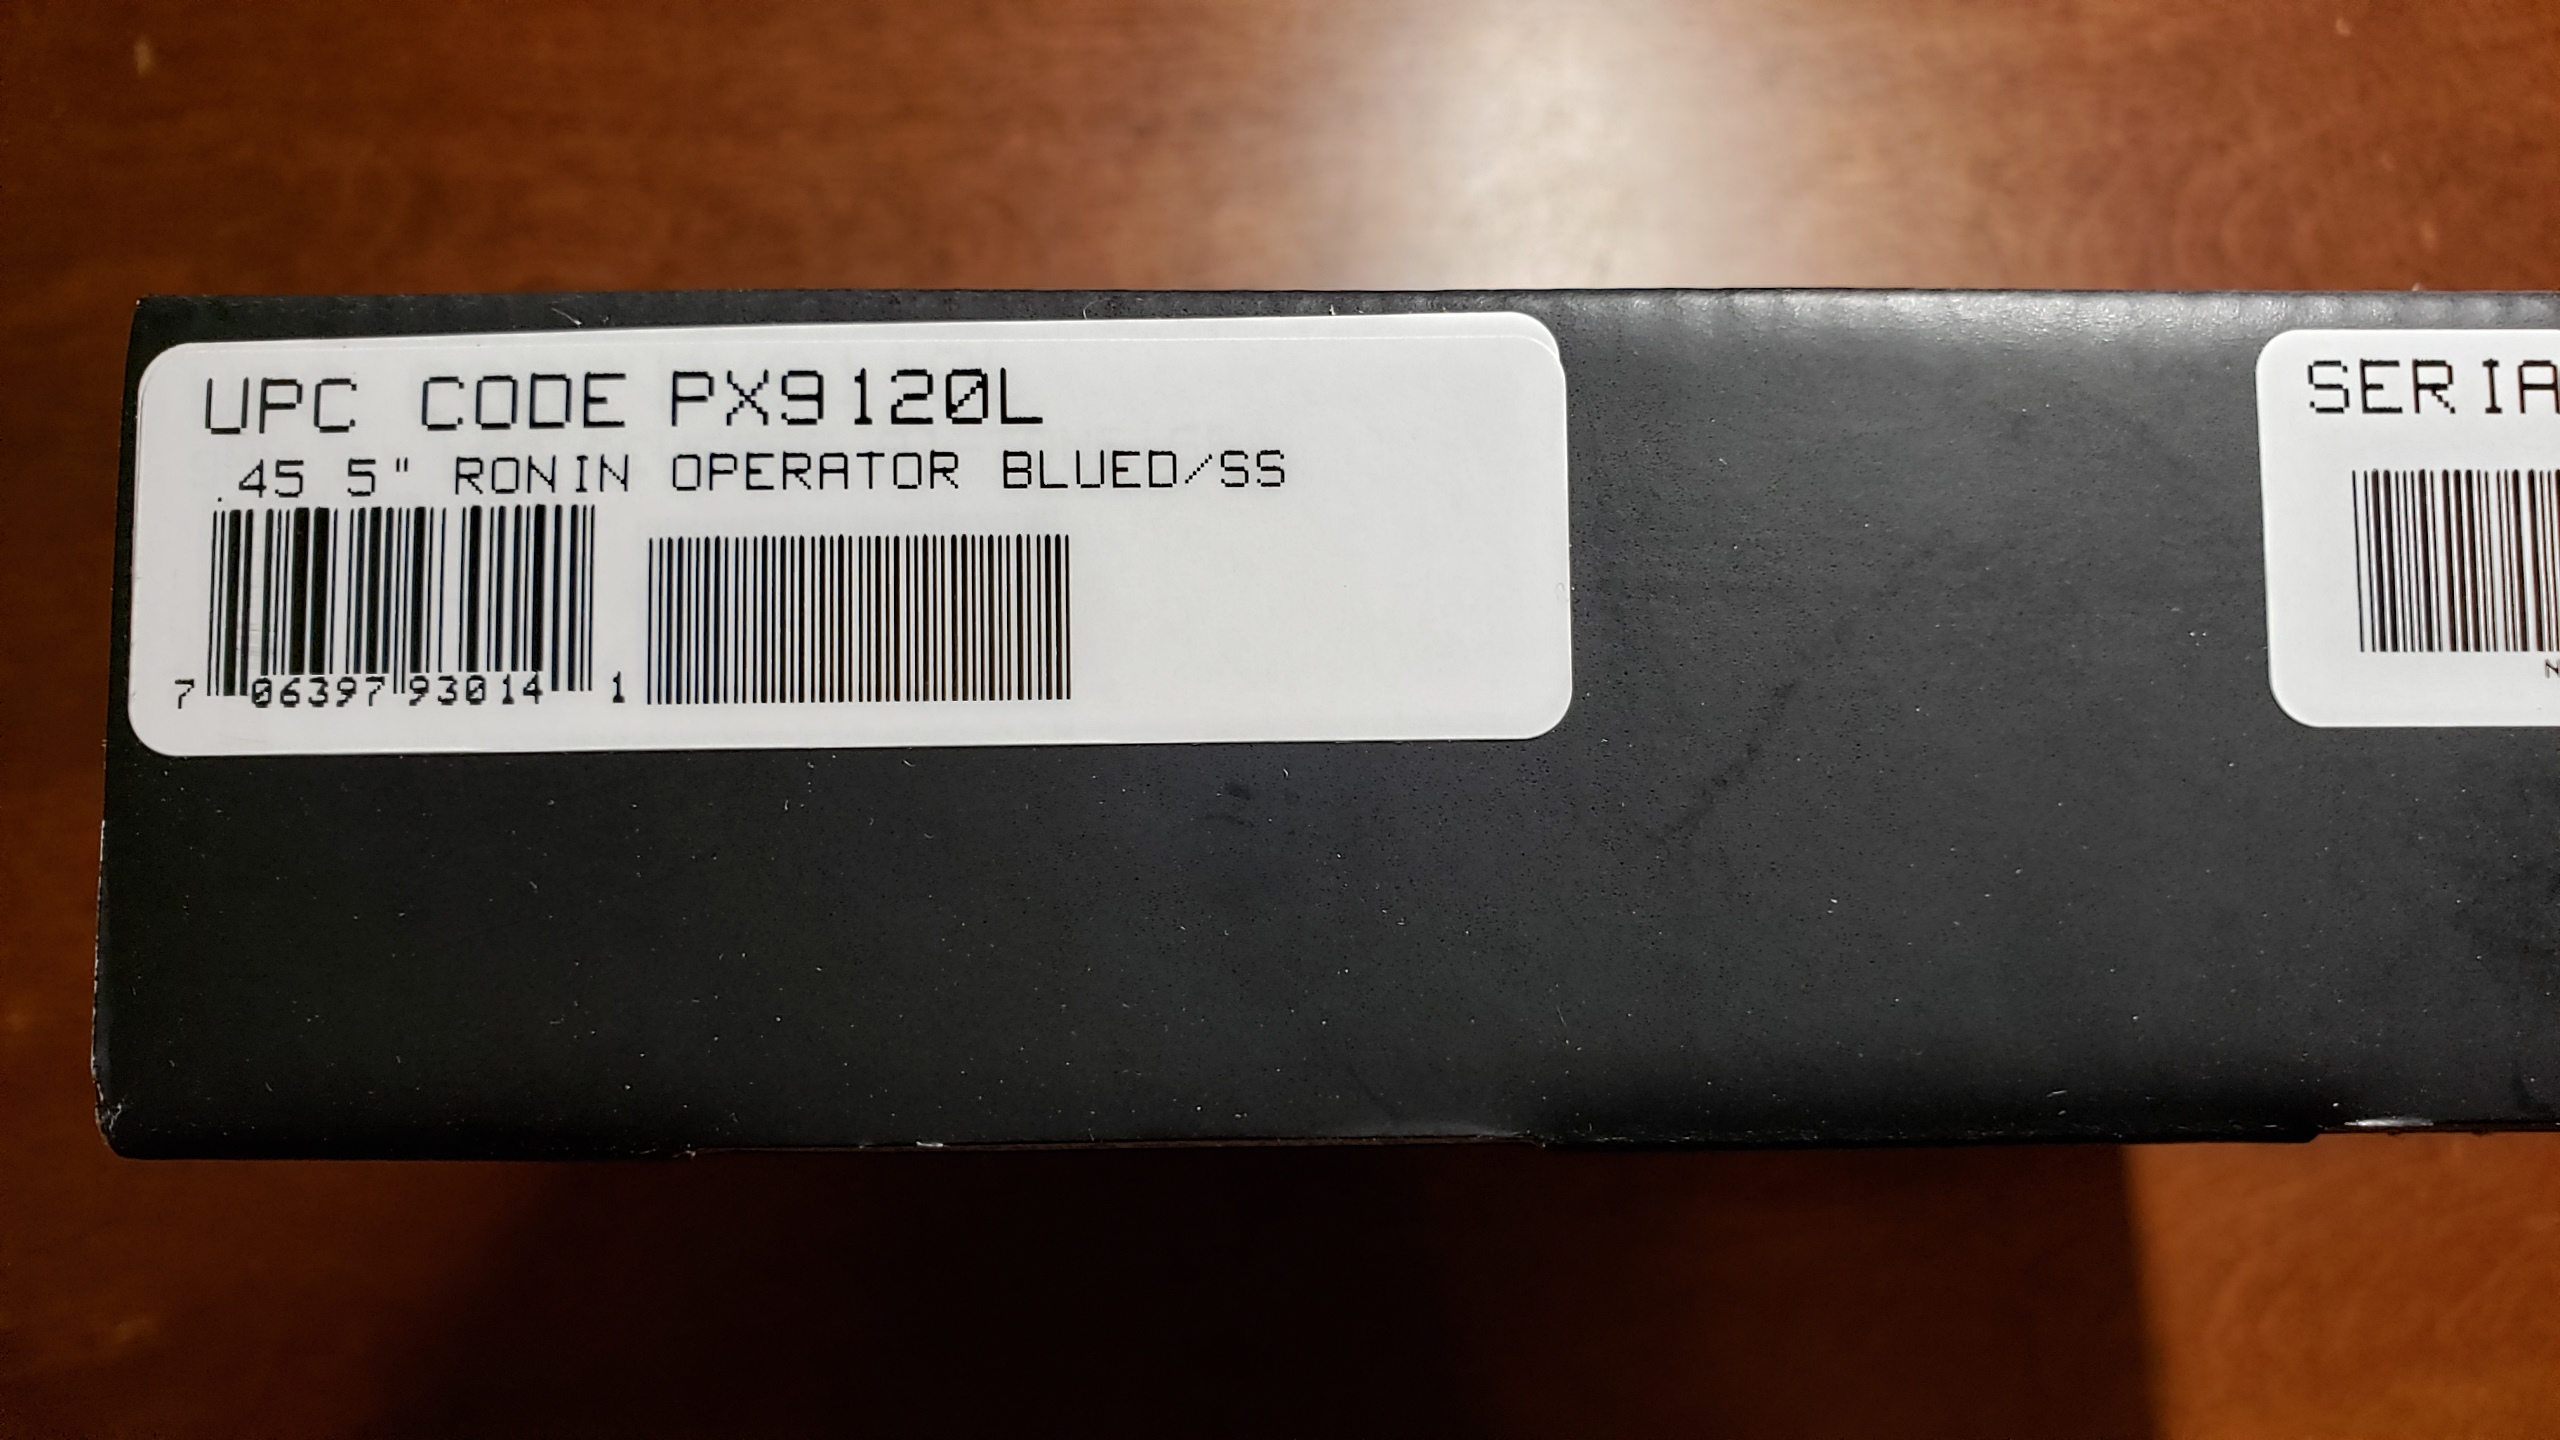 UPC CODE PX9120L
.45 5" RONIN OPERATOR BLUED/SS
7 06397 93014 1
SERIA
N